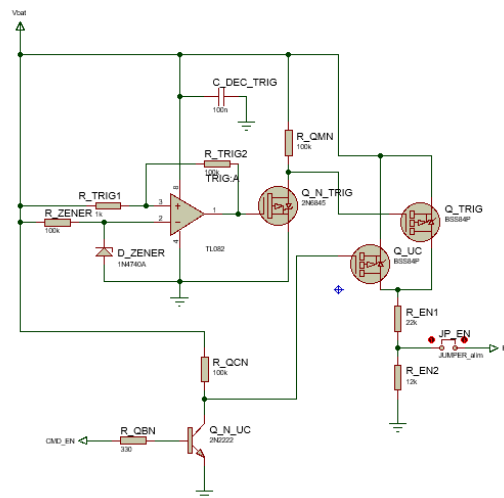 Vbat
C_DEC_TRIG
100n
R_QMN
100k
R_TRIG2
100k
TRIG:A
R_TRIG1
1k
8
3
2
1
4
TL082
R_ZENER
100k
D_ZENER
1N4740A
Q_N_TRIG
2N6845
Q_TRIG
BSS84P
Q_UC
BSS84P
R_EN1
22k
JP_EN
JUMPER_alim
R_EN2
12k
R_QCN
100k
R_QBN
330
CMD_EN
Q_N_UC
2N2222